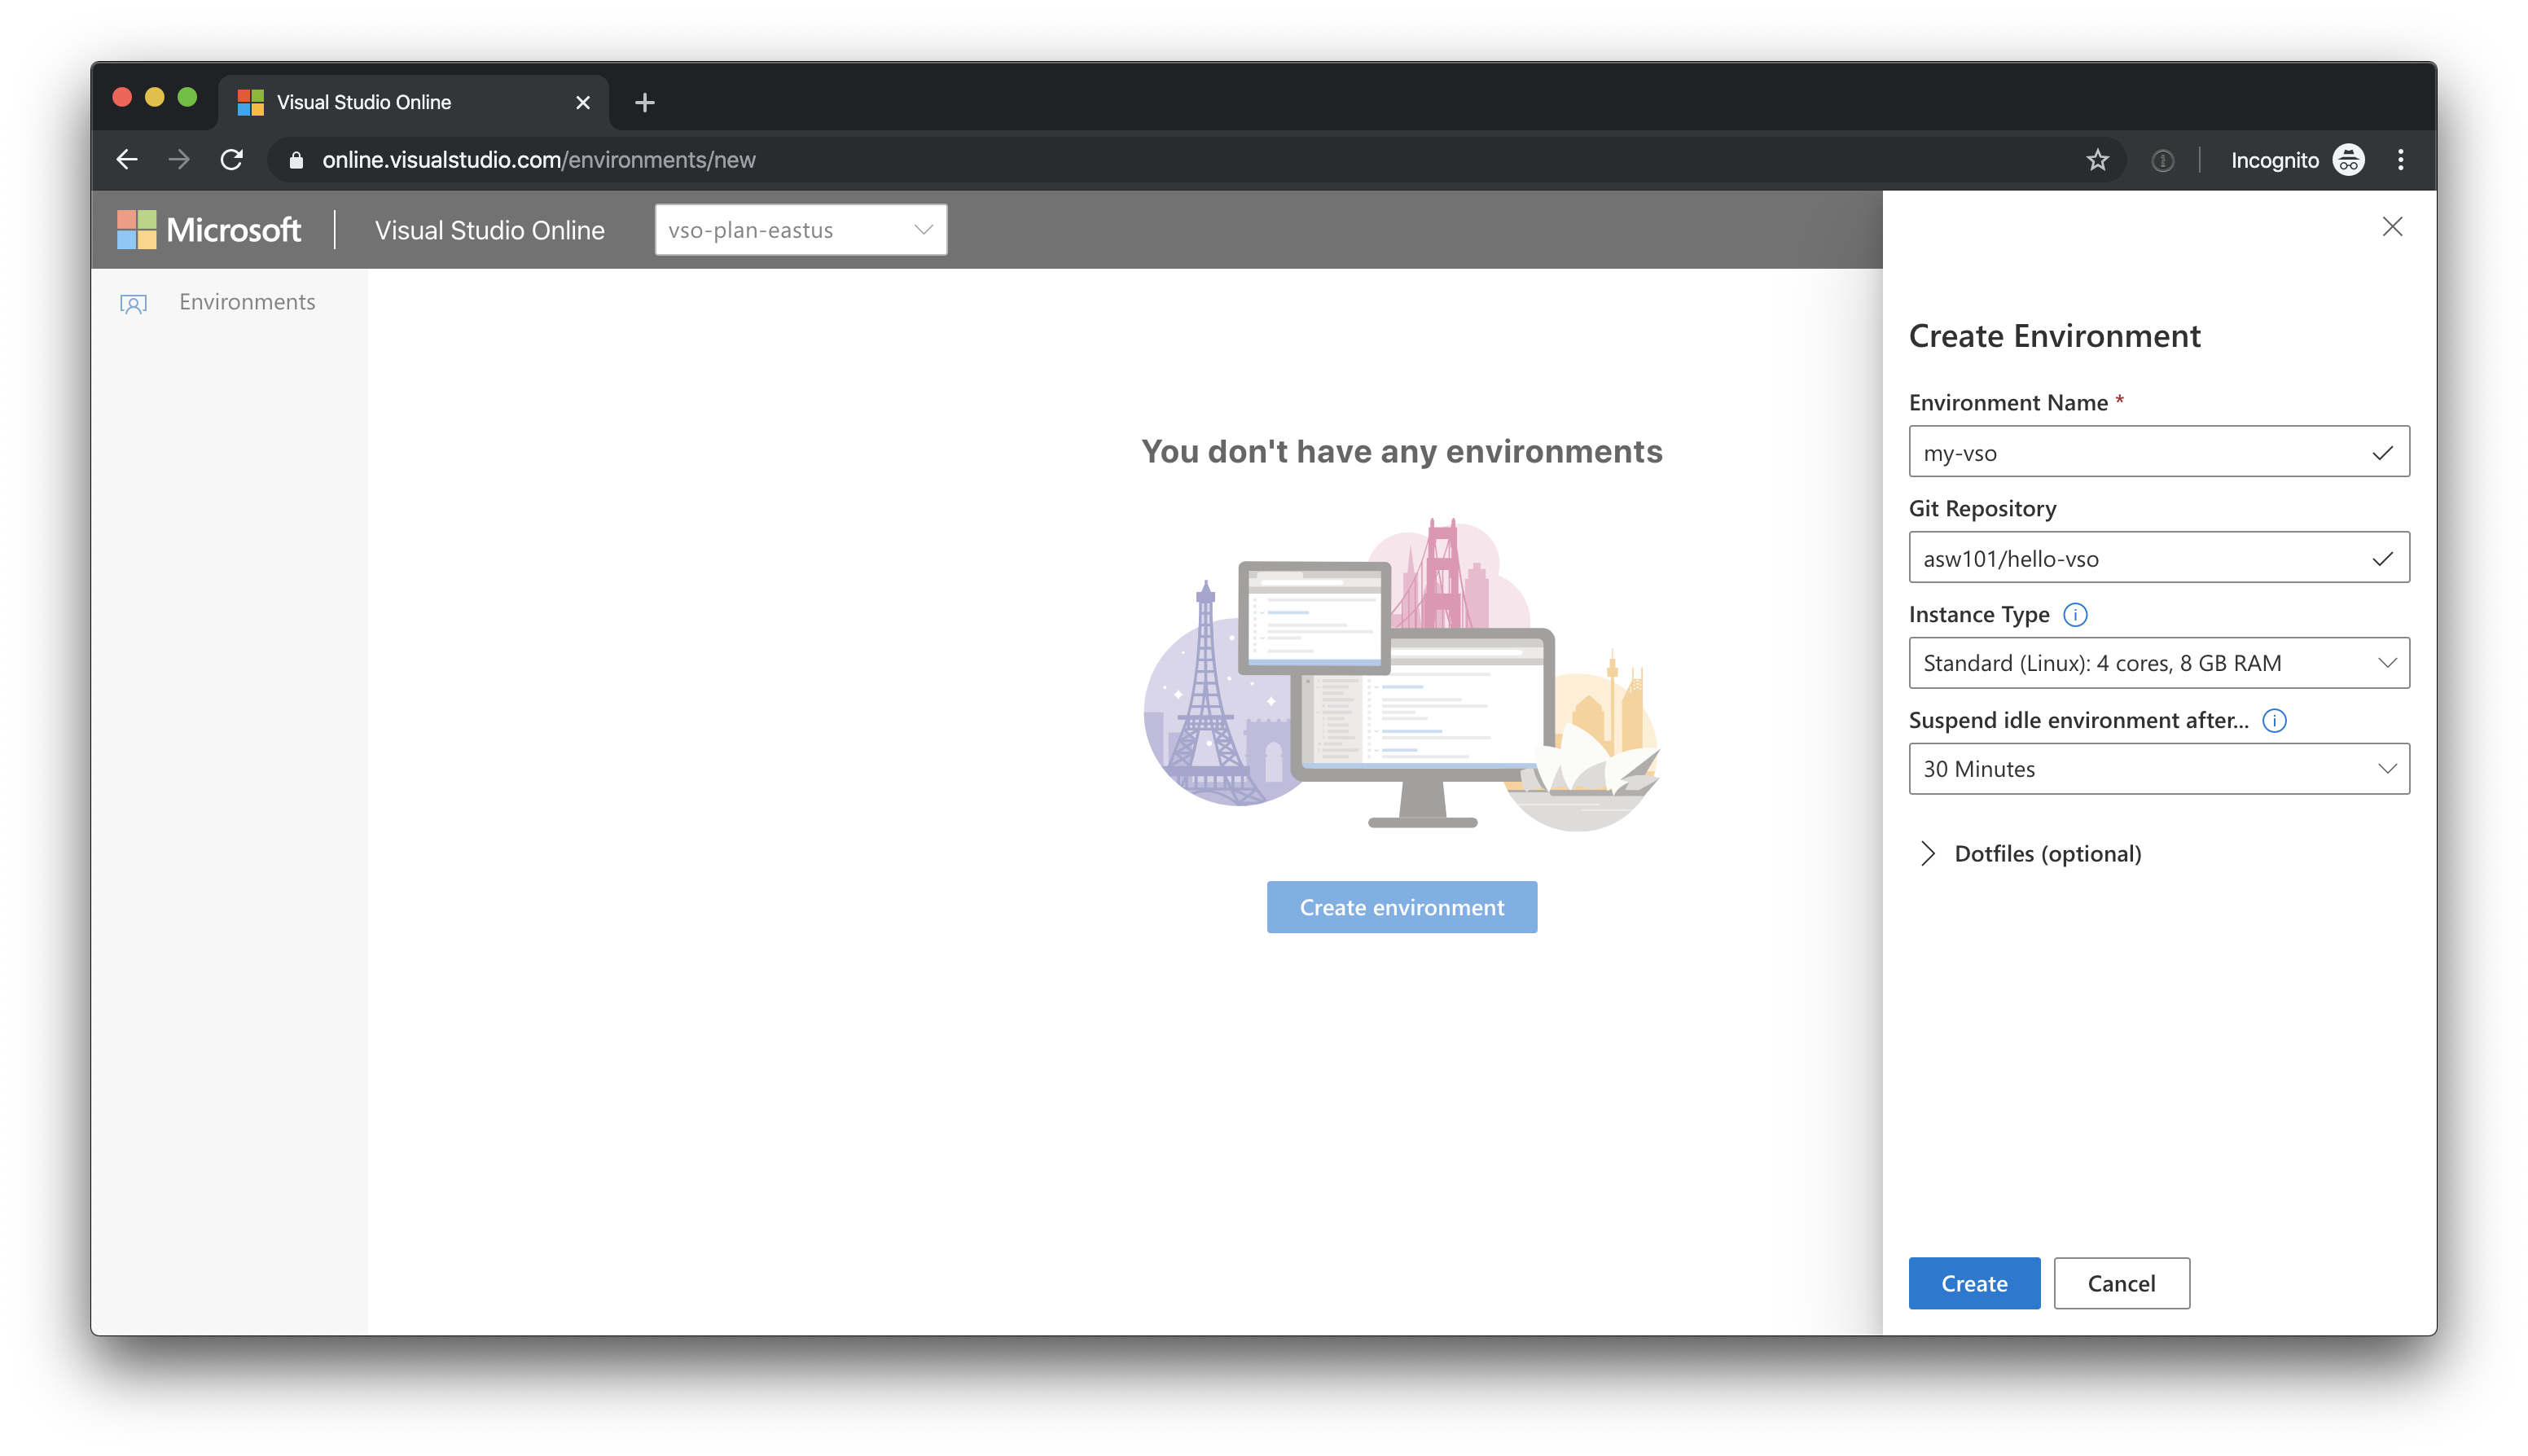 Visual Studio Online
online.visualstudio.com/environments/new
Incognito
Microsoft
Visual Studio Online
vso-plan-eastus
Environments
You don't have any environments
Create environment
Create Environment
Environment Name *
my-vso
Git Repository
asw101/hello-vso
Instance Type
Standard (Linux): 4 cores, 8 GB RAM
Suspend idle environment after...
30 Minutes
Dotfiles (optional)
Create
Cancel